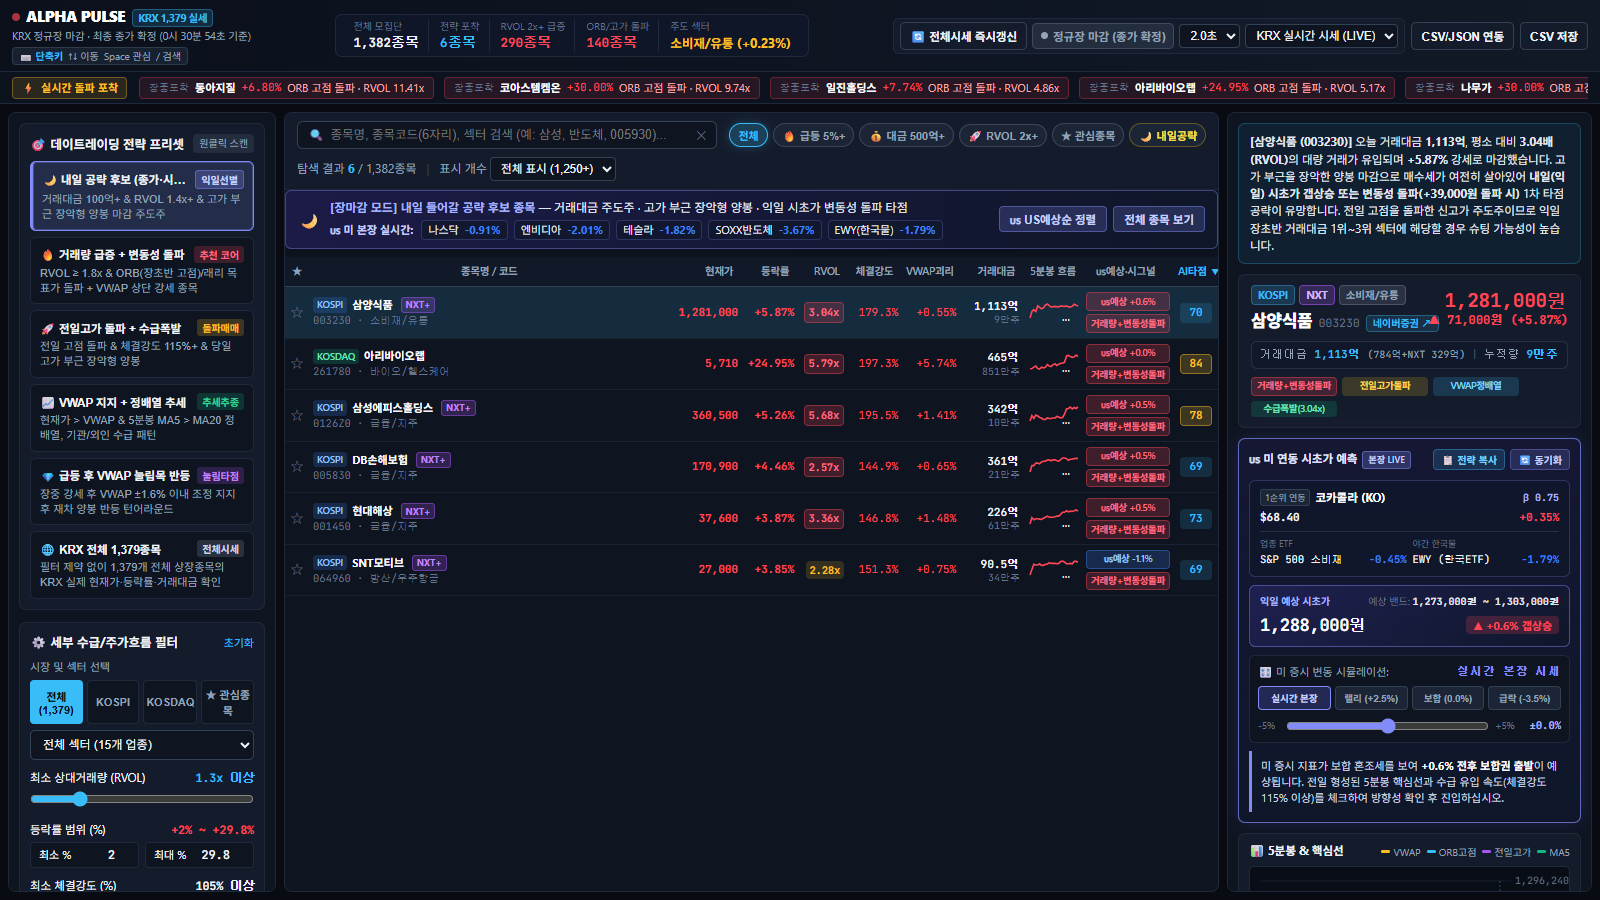 ALPHA PULSE KRX 1,379 실세
KRX 정규장 마감 · 최종 종가 확정 (0시 30분 54초 기준)
단축키 ↑↓ 이동 Space 관심 / 검색
전체 모집단
1,382종목
전략 포착
6종목
RVOL 2x+ 급증
290종목
ORB/고가 돌파
140종목
주도 섹터
소비재/유통 (+0.23%)
전체시세 즉시갱신
정규장 마감 (종가 확정)
2.0초
KRX 실시간 시세 (LIVE)
CSV/JSON 연동
CSV 저장
실시간 돌파 포착
장중포착 동아지질 +6.80% ORB 고점 돌파 · RVOL 11.41x
장중포착 코아스템켐온 +30.00% ORB 고점 돌파 · RVOL 9.74x
장중포착 일진홀딩스 +7.74% ORB 고점 돌파 · RVOL 4.86x
장중포착 아리바이오랩 +24.95% ORB 고점 돌파 · RVOL 5.17x
장중포착 나무가 +30.00% ORB 고
데이트레이딩 전략 프리셋 원클릭 스캔
내일 공략 후보 (종가·시... 익일선별
거래대금 100억+ & RVOL 1.4x+ & 고가 부
근 장악형 양봉 마감 주도주
거래량 급증 + 변동성 돌파 추천 코어
RVOL ≥ 1.8x & ORB(장초반 고점)/래리 목
표가 돌파 + VWAP 상단 강세 종목
전일고가 돌파 + 수급폭발 돌파매매
전일 고점 돌파 & 체결강도 115%+ & 당일
고가 부근 장악형 양봉
VWAP 지지 + 정배열 추세 추세추종
현재가 > VWAP & 5분봉 MA5 > MA20 정
배열, 기관/외인 수급 패턴
급등 후 VWAP 눌림목 반등 눌림타점
장중 강세 후 VWAP ±1.6% 이내 조정 지지
후 재차 양봉 반등 턴어라운드
KRX 전체 1,379종목 전체시세
필터 제약 없이 1,379개 전체 상장종목의
KRX 실제 현재가·등락률·거래대금 확인
세부 수급/주가흐름 필터 초기화
시장 및 섹터 선택
전체
(1,379)
KOSPI
KOSDAQ
★ 관심종
목
전체 섹터 (15개 업종)
최소 상대거래량 (RVOL) 1.3x 이상
등락률 범위 (%) +2% ~ +29.8%
최소 % 2 최대 % 29.8
최소 체결강도 (%) 105% 이상
종목명, 종목코드(6자리), 섹터 검색 (예: 삼성, 반도체, 005930)...
전체
급등 5%+
대금 500억+
RVOL 2x+
★ 관심종목
내일공략
탐색 결과 6 / 1,382종목 | 표시 개수 전체 표시 (1,250+)
[장마감 모드] 내일 들어갈 공략 후보 종목 — 거래대금 주도주 · 고가 부근 장악형 양봉 · 익일 시초가 변동성 돌파 타점
us 미 본장 실시간: 나스닥 -0.91% 엔비디아 -2.01% 테슬라 -1.82% SOXX반도체 -3.67% EWY(한국물) -1.79%
us US예상순 정렬
전체 종목 보기
★ 종목명 / 코드 현재가 등락률 RVOL 체결강도 VWAP괴리 거래대금 5분봉 흐름 us예상·시그널 AI타점 ▼
☆ KOSPI 삼양식품 NXT+ 1,281,000 +5.87% 3.04x 179.3% +0.55% 1,113억 us예상 +0.6% 70
003230 · 소비재/유통 9만주 거래량+변동성돌파
☆ KOSDAQ 아리바이오랩 5,710 +24.95% 5.79x 197.3% +5.74% 465억 us예상 +0.0% 84
261780 · 바이오/헬스케어 851만주 거래량+변동성돌파
☆ KOSPI 삼성에피스홀딩스 NXT+ 360,500 +5.26% 5.68x 195.5% +1.41% 342억 us예상 +0.5% 78
0126Z0 · 금융/지주 10만주 거래량+변동성돌파
☆ KOSPI DB손해보험 NXT+ 170,900 +4.46% 2.57x 144.9% +0.65% 361억 us예상 +0.5% 69
005830 · 금융/지주 21만주 거래량+변동성돌파
☆ KOSPI 현대해상 NXT+ 37,600 +3.87% 3.36x 146.8% +1.48% 226억 us예상 +0.5% 73
001450 · 금융/지주 61만주 거래량+변동성돌파
☆ KOSPI SNT모티브 NXT+ 27,000 +3.85% 2.28x 151.3% +0.75% 90.5억 us예상 -1.1% 69
064960 · 방산/우주항공 34만주 거래량+변동성돌파
[삼양식품 (003230)] 오늘 거래대금 1,113억, 평소 대비 3.04배
(RVOL)의 대량 거래가 유입되며 +5.87% 강세로 마감했습니다. 고
가 부근을 장악한 양봉 마감으로 매수세가 여전히 살아있어 내일(익
일) 시초가 갭상승 또는 변동성 돌파(+39,000원 돌파 시) 1차 타점
공략이 유망합니다. 전일 고점을 돌파한 신고가 주도주이므로 익일
장초반 거래대금 1위~3위 섹터에 해당할 경우 슈팅 가능성이 높습
니다.
KOSPI NXT 소비재/유통 1,281,000원
삼양식품 003230 네이버증권 ↗ ▲ 71,000원 (+5.87%)
거래대금 1,113억 (784억+NXT 329억) | 누적량 9만주
거래량+변동성돌파
전일고가돌파
VWAP정배열
수급폭발(3.04x)
us 미 연동 시초가 예측 본장 LIVE 전략 복사 동기화
1순위 연동 코카콜라 (KO) β 0.75
$68.40 +0.35%
업종 ETF 야간 한국물
S&P 500 소비재 -0.45% EWY (한국ETF) -1.79%
익일 예상 시초가 예상 밴드: 1,273,000원 ~ 1,303,000원
1,288,000원 ▲ +0.6% 갭상승
미 증시 변동 시뮬레이션: 실시간 본장 시세
실시간 본장
랠리 (+2.5%)
보합 (0.0%)
급락 (-3.5%)
-5% +5% ±0.0%
미 증시 지표가 보합 혼조세를 보여 +0.6% 전후 보합권 출발이 예
상됩니다. 전일 형성된 5분봉 핵심선과 수급 유입 속도(체결강도
115% 이상)를 체크하여 방향성 확인 후 진입하십시오.
5분봉 & 핵심선 VWAP ORB고점 전일고가 MA5
1,296,240